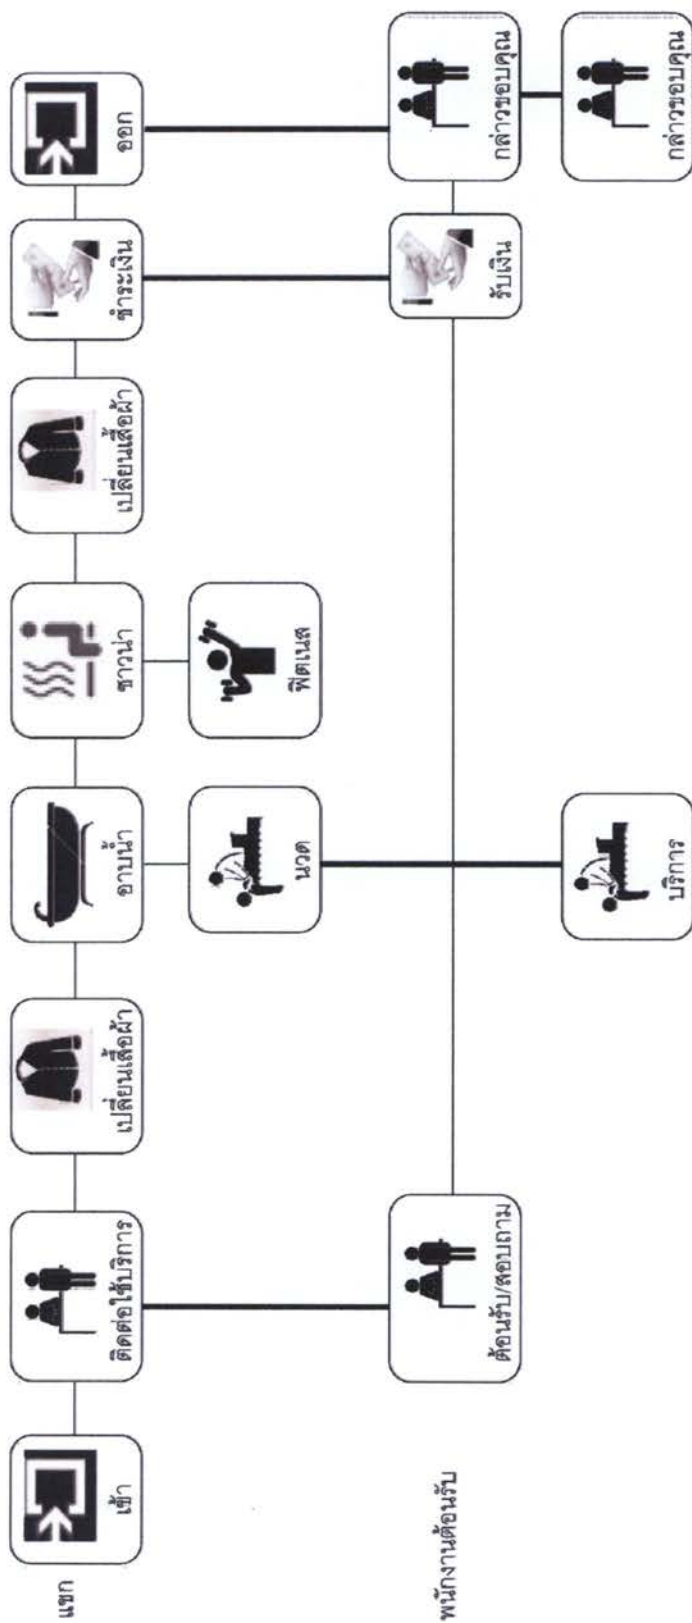 แขก
เข้า
ติดต่อใช้บริการ
เปลี่ยนเสื้อผ้า
อาบน้ำ
ซาวน่า
เปลี่ยนเสื้อผ้า
ชำระเงิน
ออก
นวด
ฟิตเนส
พนักงานต้อนรับ
ต้อนรับ/สอบถาม
รับเงิน
กล่าวขอบคุณ
บริการ
กล่าวขอบคุณ